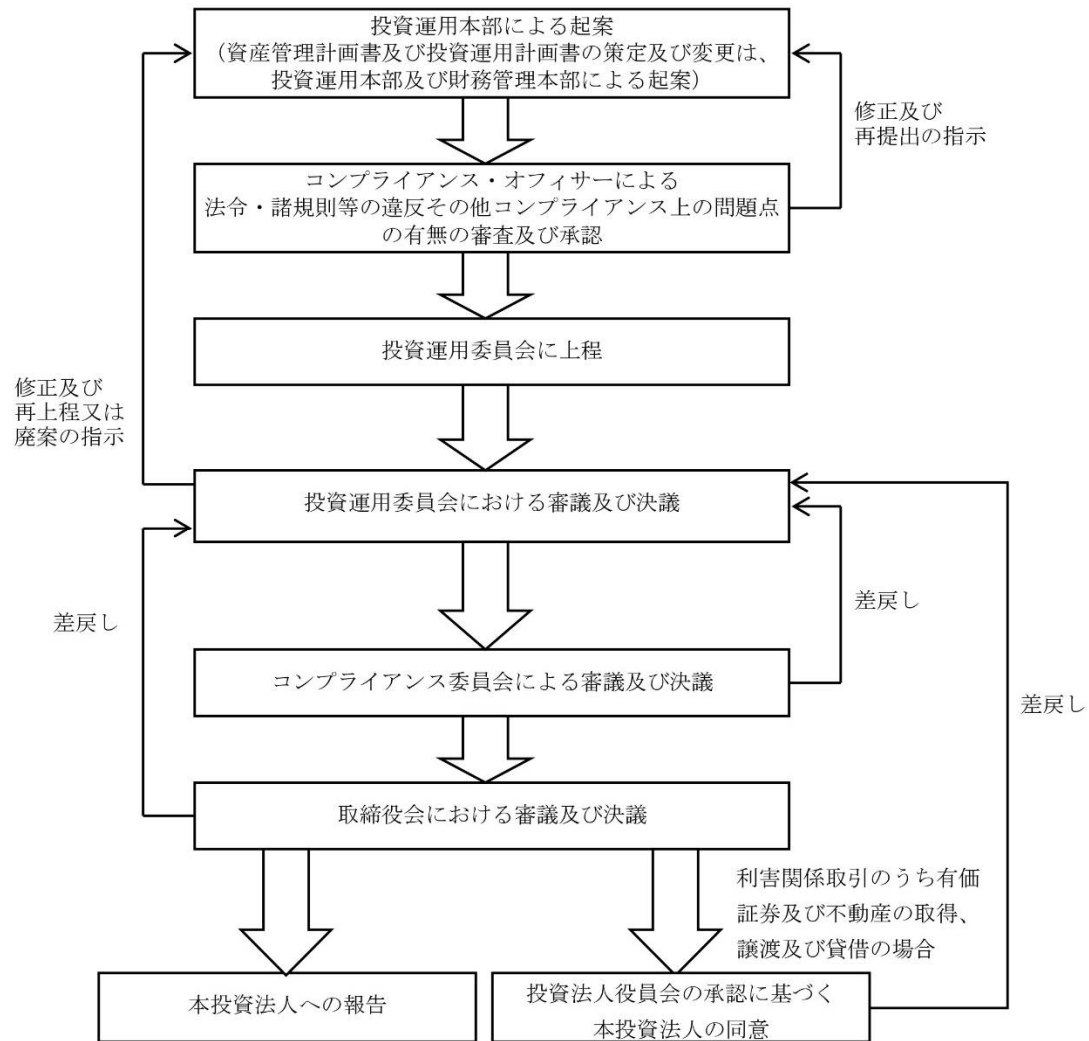 投資運用本部による起案
(資産管理計画書及び投資運用計画書の策定及び変更は、
投資運用本部及び財務管理本部による起案)
修正及び
再提出の指示
コンプライアンス・オフィサーによる
法令・諸規則等の違反その他コンプライアンス上の問題点
の有無の審査及び承認
投資運用委員会に上程
修正及び
再上程又は
廃案の指示
投資運用委員会における審議及び決議
差戻し
差戻し
コンプライアンス委員会による審議及び決議
差戻し
取締役会における審議及び決議
利害関係取引のうち有価
証券及び不動産の取得、
譲渡及び貸借の場合
本投資法人への報告
投資法人役員会の承認に基づく
本投資法人の同意